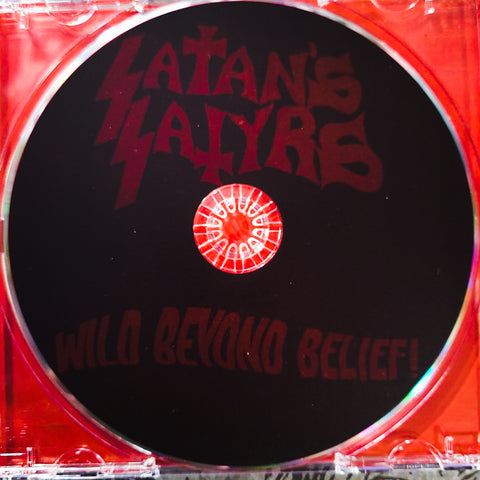 SATAN'S
SATYRS
WILD BEYOND BELIEF!